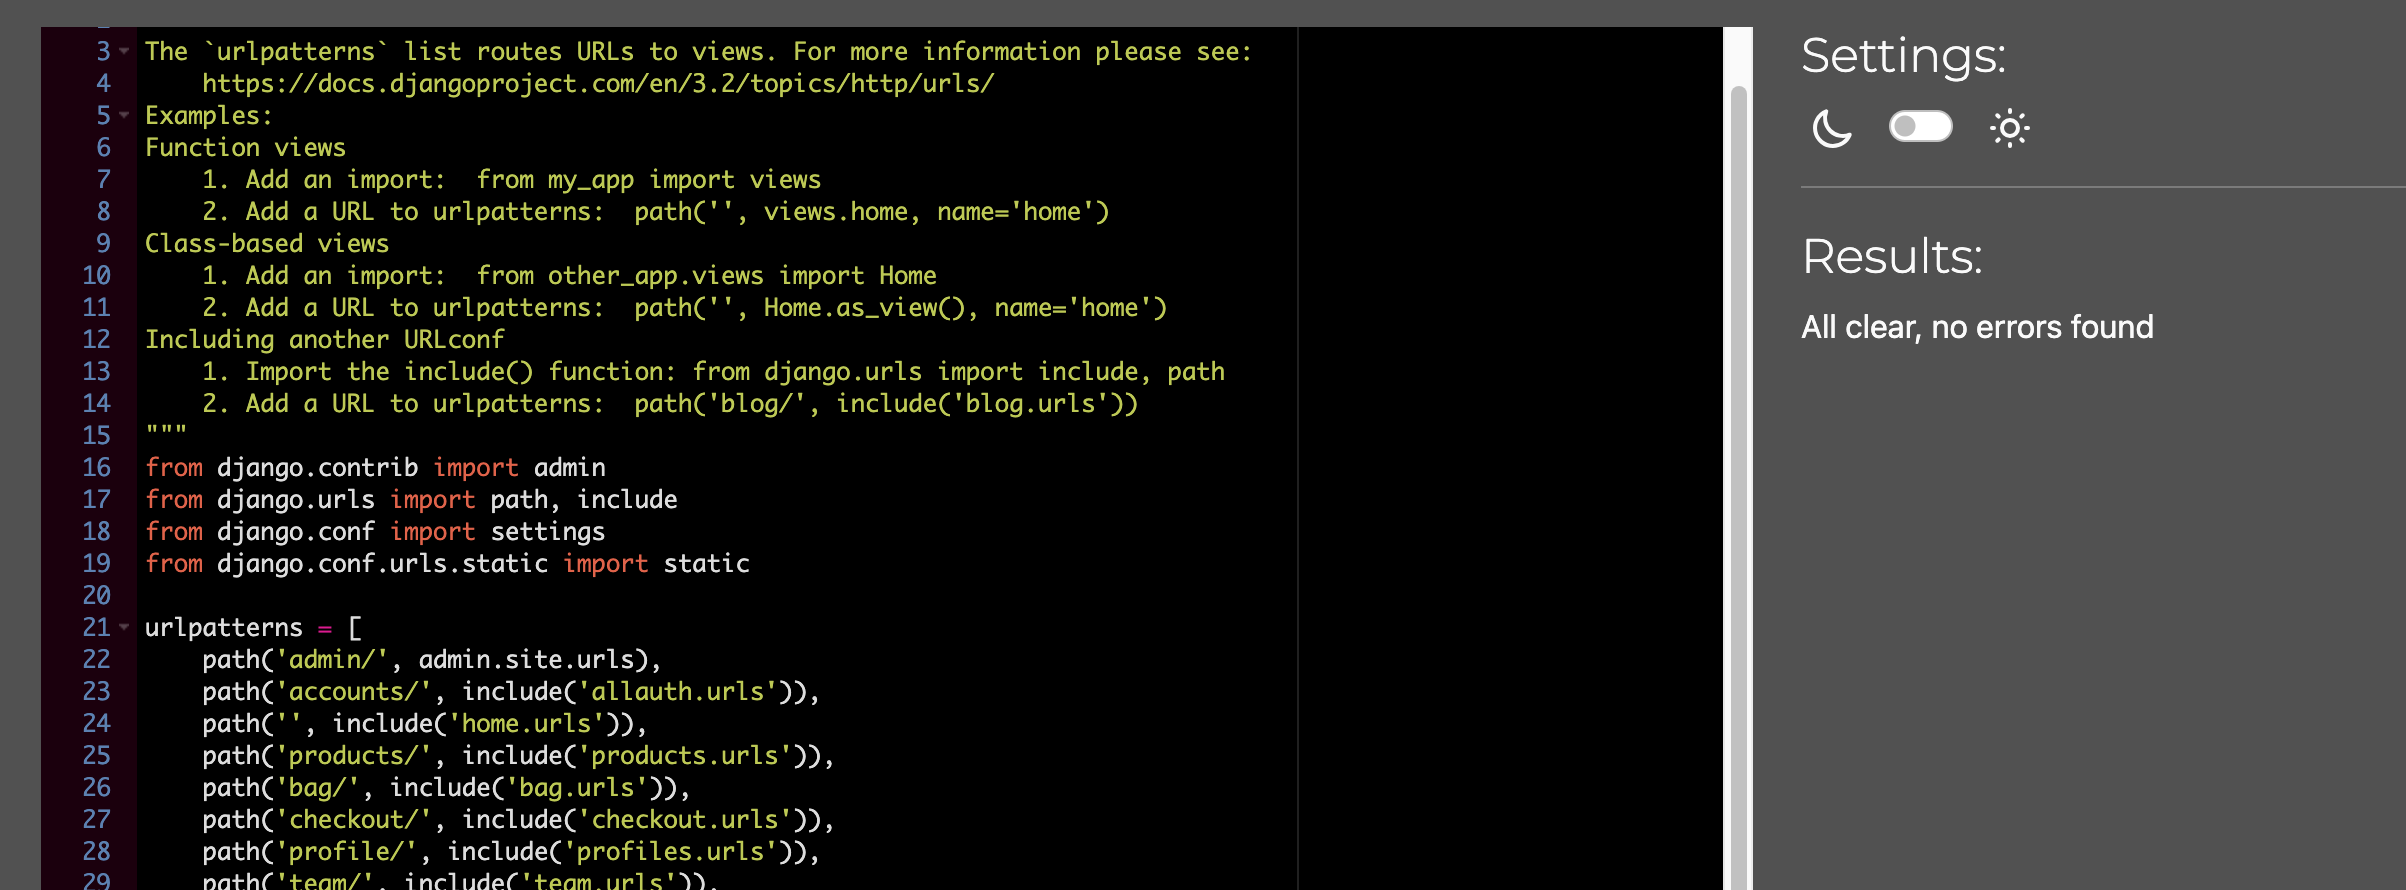 3 The `urlpatterns` list routes URLs to views. For more information please see:
4     https://docs.djangoproject.com/en/3.2/topics/http/urls/
5 Examples:
6 Function views
7     1. Add an import:  from my_app import views
8     2. Add a URL to urlpatterns:  path('', views.home, name='home')
9 Class-based views
10     1. Add an import:  from other_app.views import Home
11     2. Add a URL to urlpatterns:  path('', Home.as_view(), name='home')
12 Including another URLconf
13     1. Import the include() function: from django.urls import include, path
14     2. Add a URL to urlpatterns:  path('blog/', include('blog.urls'))
15 """
16 from django.contrib import admin
17 from django.urls import path, include
18 from django.conf import settings
19 from django.conf.urls.static import static
20
21 urlpatterns = [
22     path('admin/', admin.site.urls),
23     path('accounts/', include('allauth.urls')),
24     path('', include('home.urls')),
25     path('products/', include('products.urls')),
26     path('bag/', include('bag.urls')),
27     path('checkout/', include('checkout.urls')),
28     path('profile/', include('profiles.urls')),
29     path('team/', include('team.urls')),
Settings:
Results:
All clear, no errors found